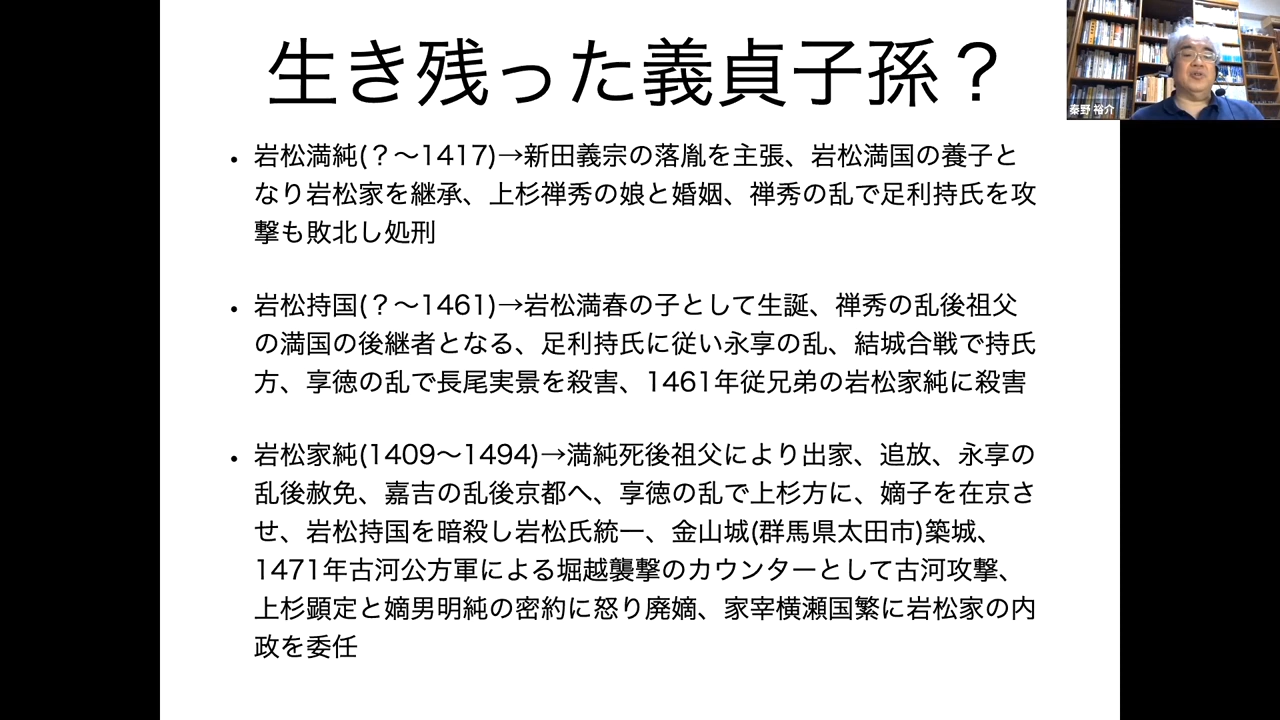 生き残った義貞子孫？
秦野 裕介
• 岩松満純(？〜1417)→新田義宗の落胤を主張、岩松満国の養子と
なり岩松家を継承、上杉禅秀の娘と婚姻、禅秀の乱で足利持氏を攻
撃も敗北し処刑
• 岩松持国(？〜1461)→岩松満春の子として生誕、禅秀の乱後祖父
の満国の後継者となる、足利持氏に従い永享の乱、結城合戦で持氏
方、享徳の乱で長尾実景を殺害、1461年従兄弟の岩松家純に殺害
• 岩松家純(1409〜1494)→満純死後祖父により出家、追放、永享の
乱後赦免、嘉吉の乱後京都へ、享徳の乱で上杉方に、嫡子を在京さ
せ、岩松持国を暗殺し岩松氏統一、金山城(群馬県太田市)築城、
1471年古河公方軍による堀越襲撃のカウンターとして古河攻撃、
上杉顕定と嫡男明純の密約に怒り廃嫡、家宰横瀬国繁に岩松家の内
政を委任